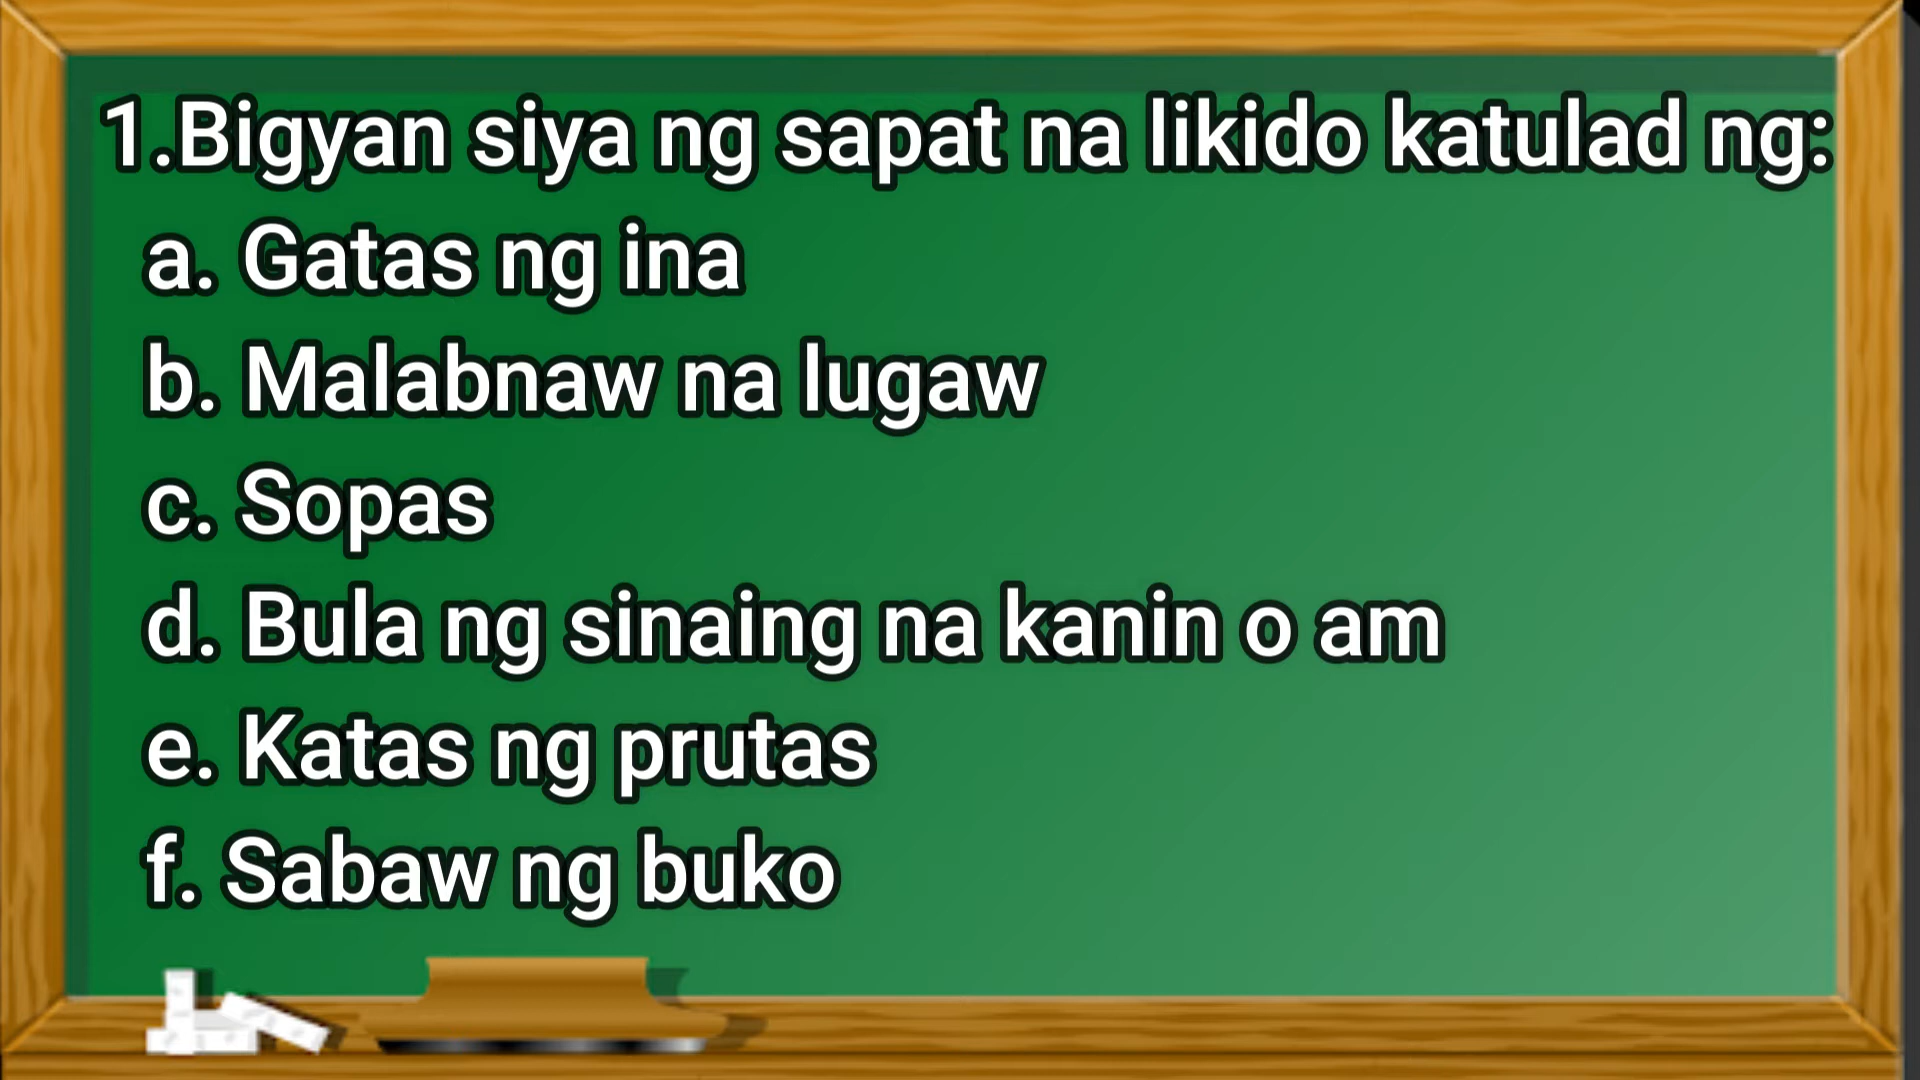 1.Bigyan siya ng sapat na likido katulad ng:
a. Gatas ng ina
b. Malabnaw na lugaw
c. Sopas
d. Bula ng sinaing na kanin o am
e. Katas ng prutas
f. Sabaw ng buko